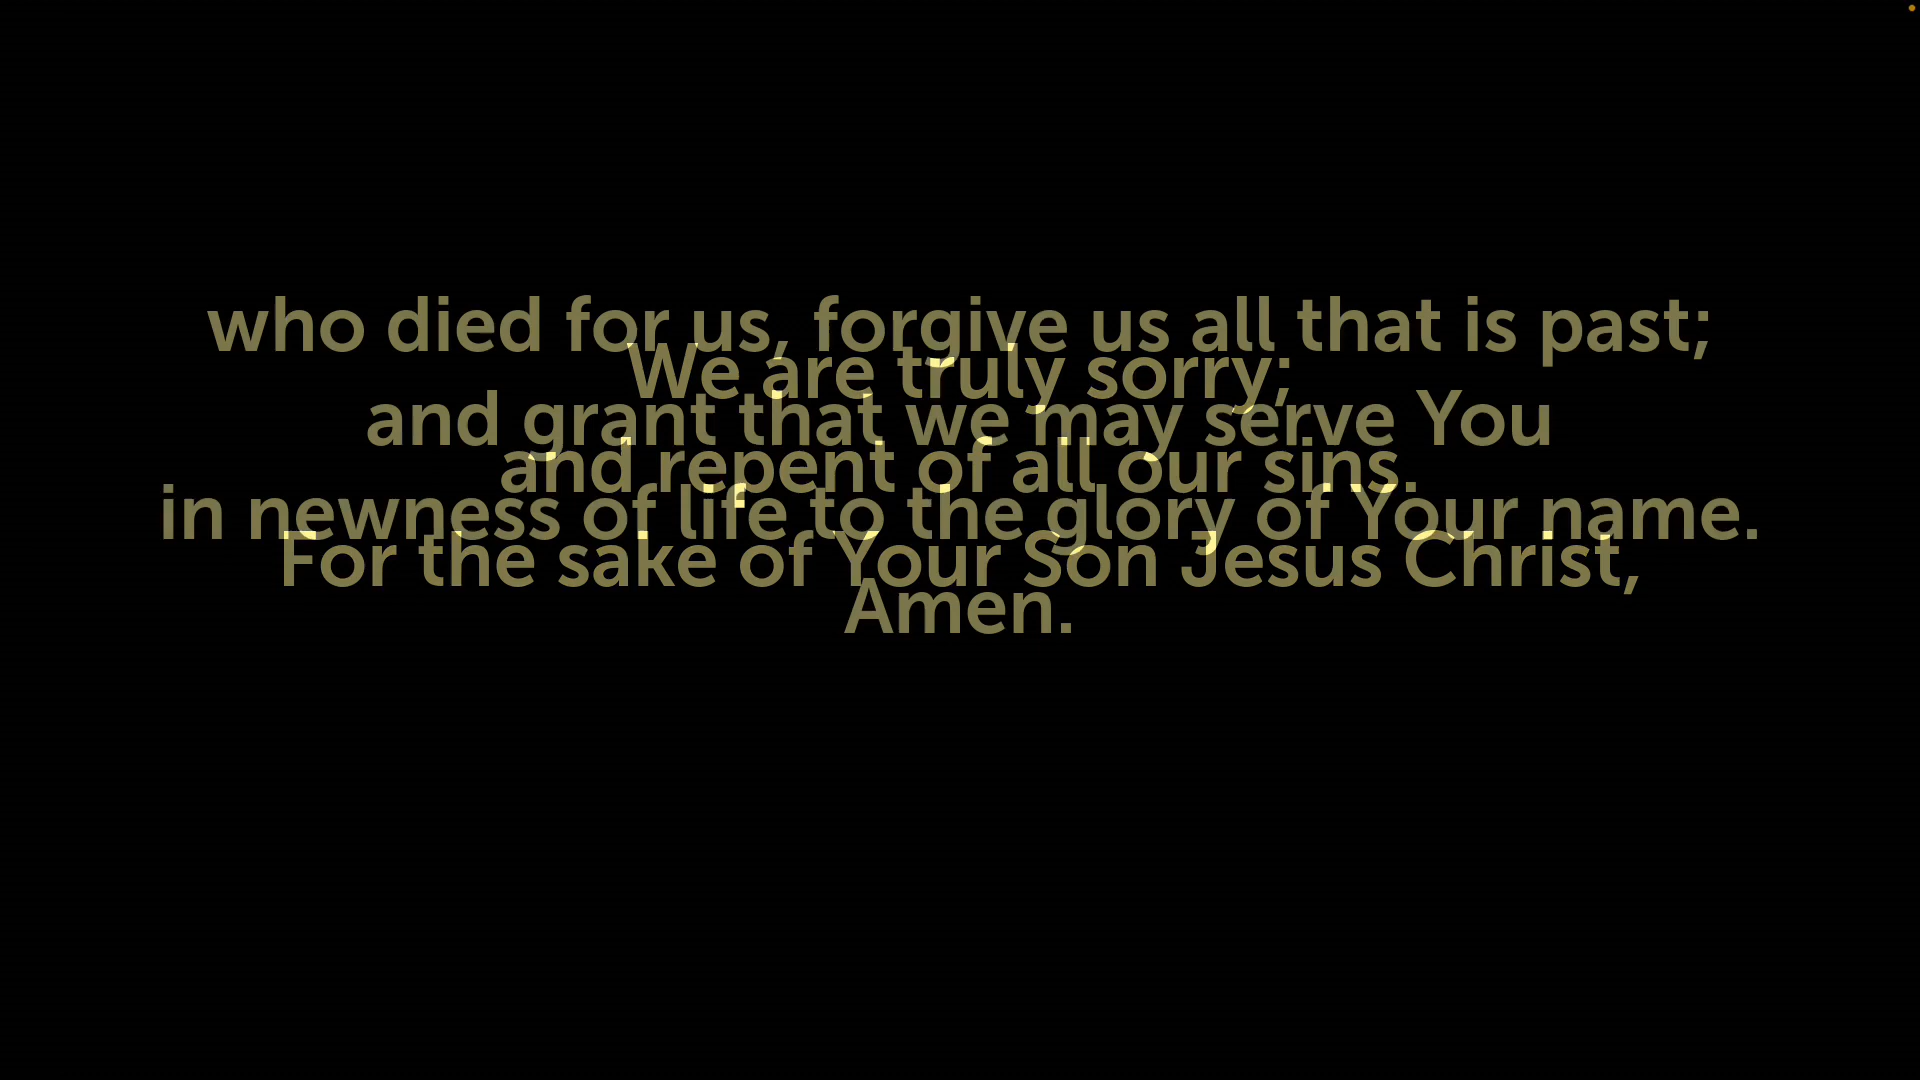 who died for us, forgive us all that is past;
We are truly sorry;
and grant that we may serve You
and repent of all our sins.
in newness of life to the glory of Your name.
For the sake of Your Son Jesus Christ,
Amen.